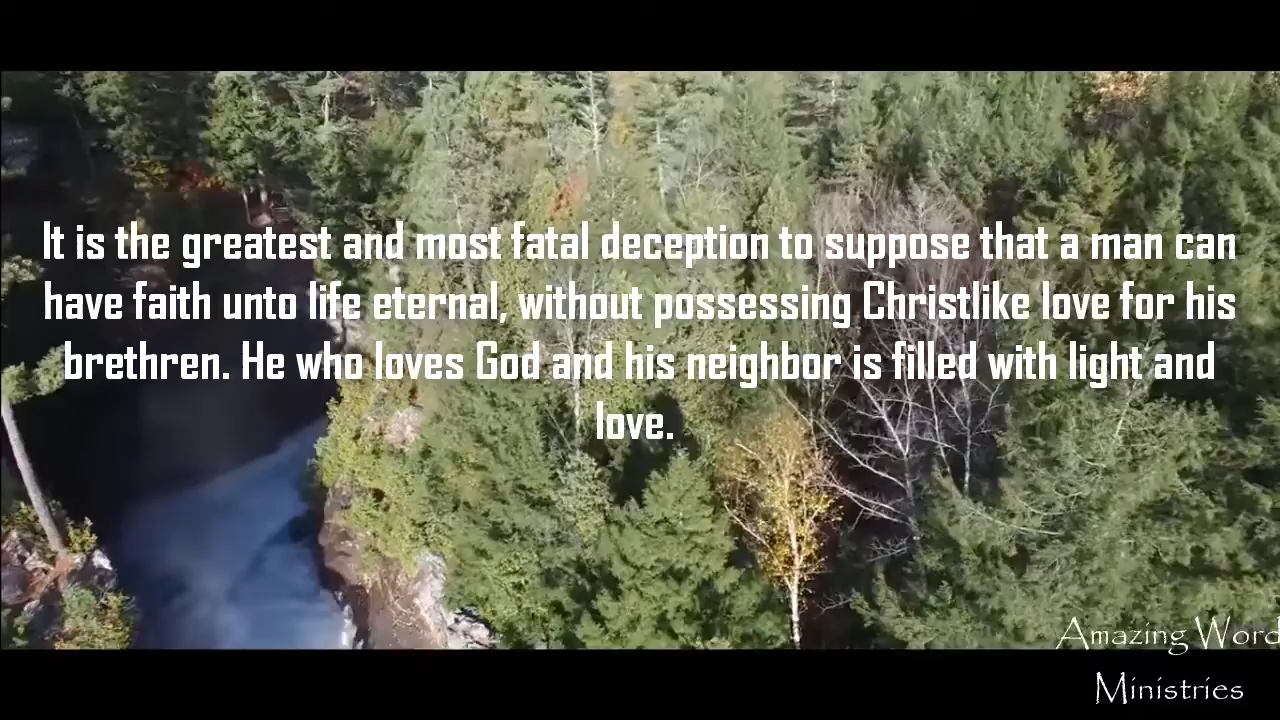 It is the greatest and most fatal deception to suppose that a man can
have faith unto life eternal, without possessing Christlike love for his
brethren. He who loves God and his neighbor is filled with light and
love.
Amazing Word
Ministries